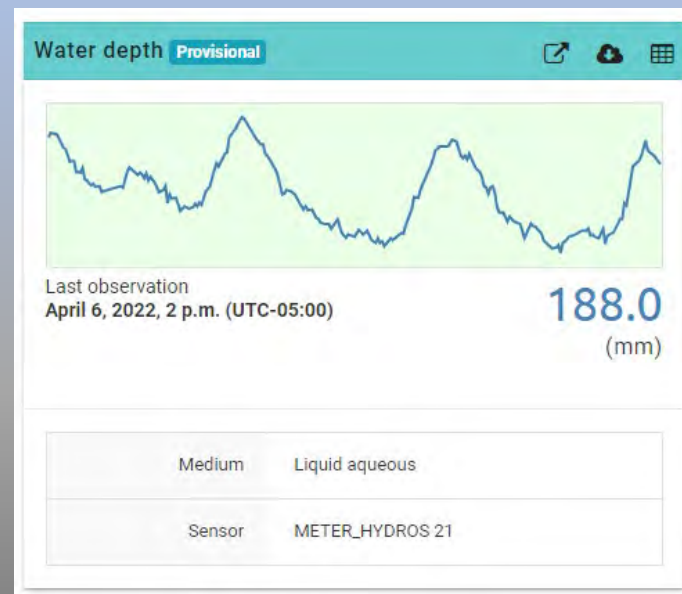 Water depth Provisional
Last observation
April 6, 2022, 2 p.m. (UTC-05:00)
188.0
(mm)
Medium Liquid aqueous
Sensor METER_HYDROS 21